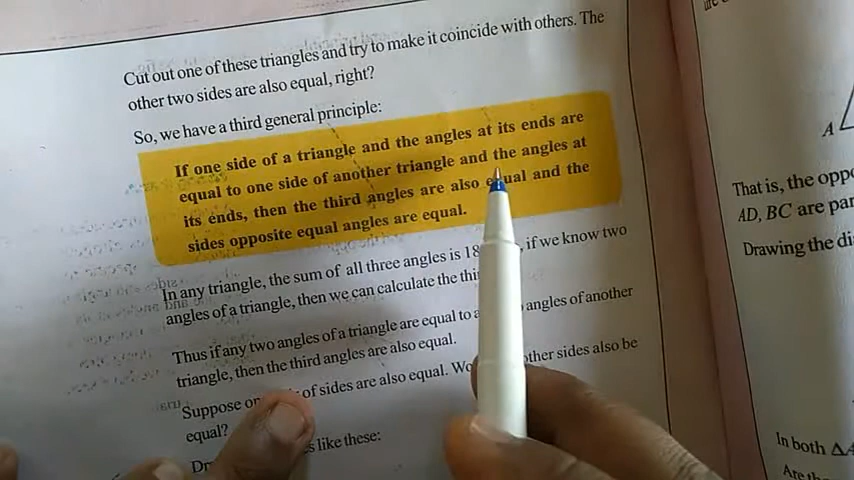 Cut out one of these triangles and try to make it coincide with others. The
other two sides are also equal, right?
So, we have a third general principle:
If one side of a triangle and the angles at its ends are
equal to one side of another triangle and the angles at
its ends, then the third angles are also equal and the
sides opposite equal angles are equal.
In any triangle, the sum of all three angles is 18 , if we know two
angles of a triangle, then we can calculate the
Thus if any two angles of a triangle are equal to angles of another
triangle, then the third angles are also equal.
Suppose of sides are also equal. other sides also be
equal?
like these:
A
That is, the
AD, BC are
Drawing the
In both
Are